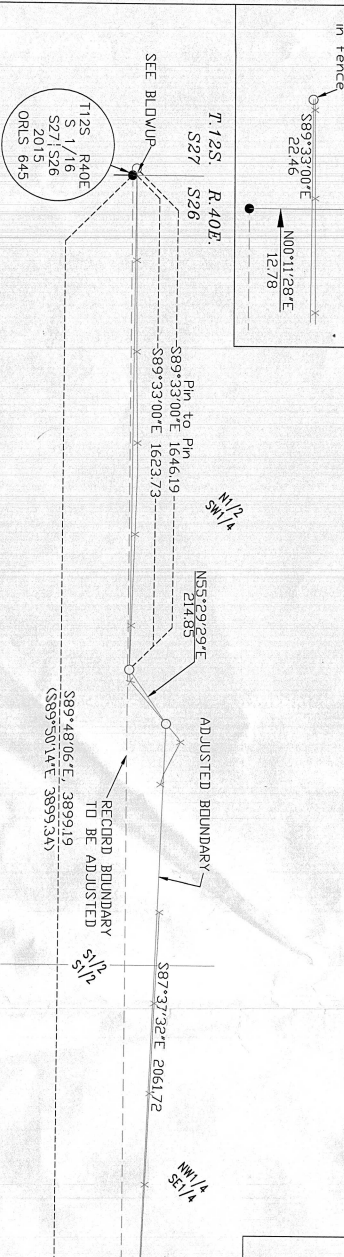 in fence
S89°33'00"E
22.46
N00°11'28"E
12.78
SEE BLOWUP
T.12S. R.40E.
S27 S26
T12S R40E
S 1/16
S27 S26
2015
ORLS 645
Pin to Pin
S89°33'00"E 1646.19
S89°33'00"E 1623.73
N1/2
SW1/4
N55°29'29"E
214.85
ADJUSTED BOUNDARY
RECORD BOUNDARY
TO BE ADJUSTED
S89°48'06"E, 3899.19
(S89°50'14"E 3899.34)
S1/2
S1/2
S87°37'32"E 2061.72
NW1/4
SE1/4